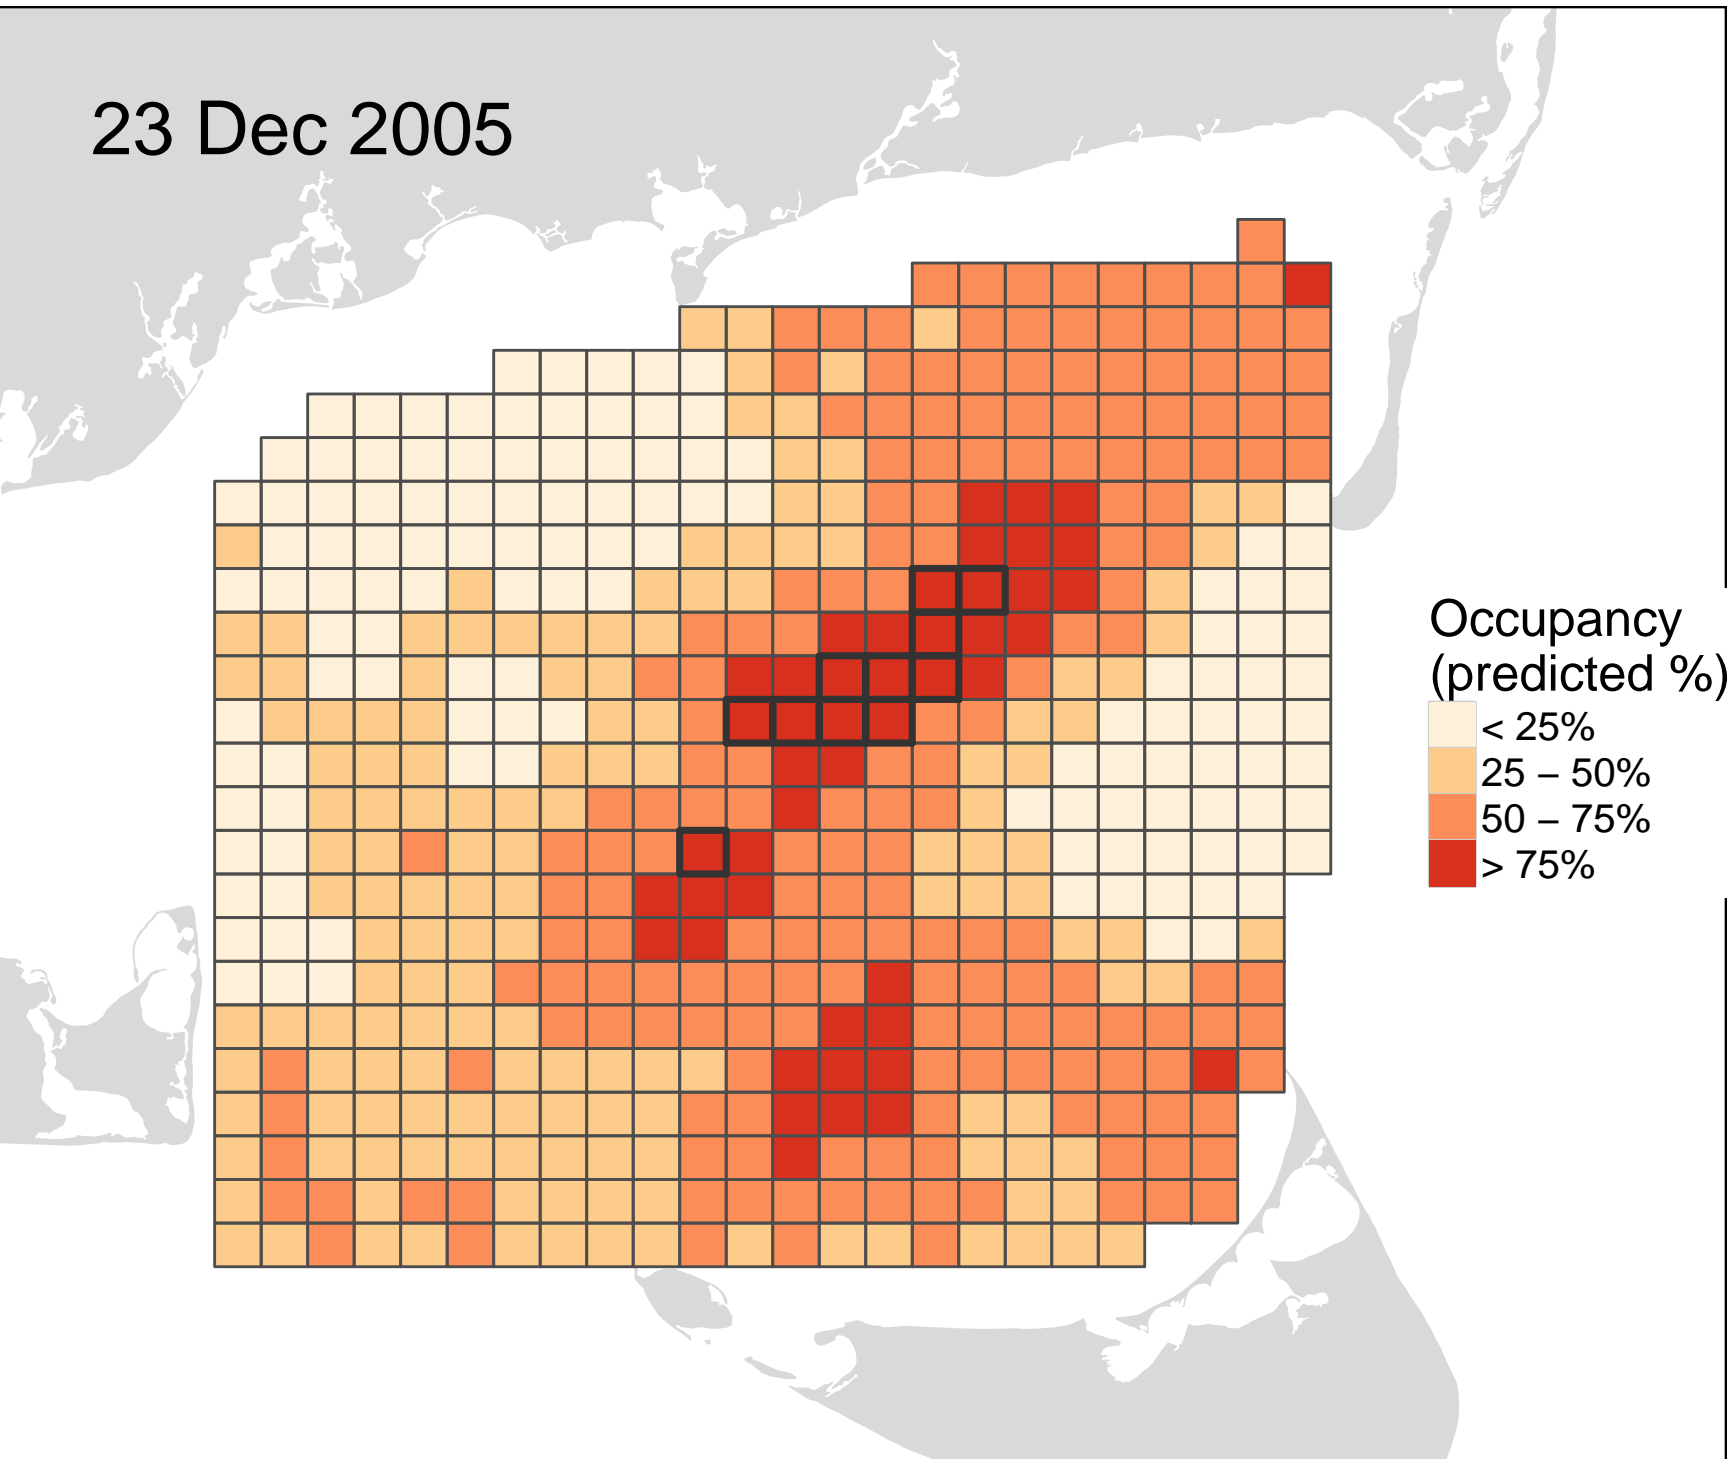 23 Dec 2005
Occupancy
(predicted %)
< 25%
25 – 50%
50 – 75%
> 75%